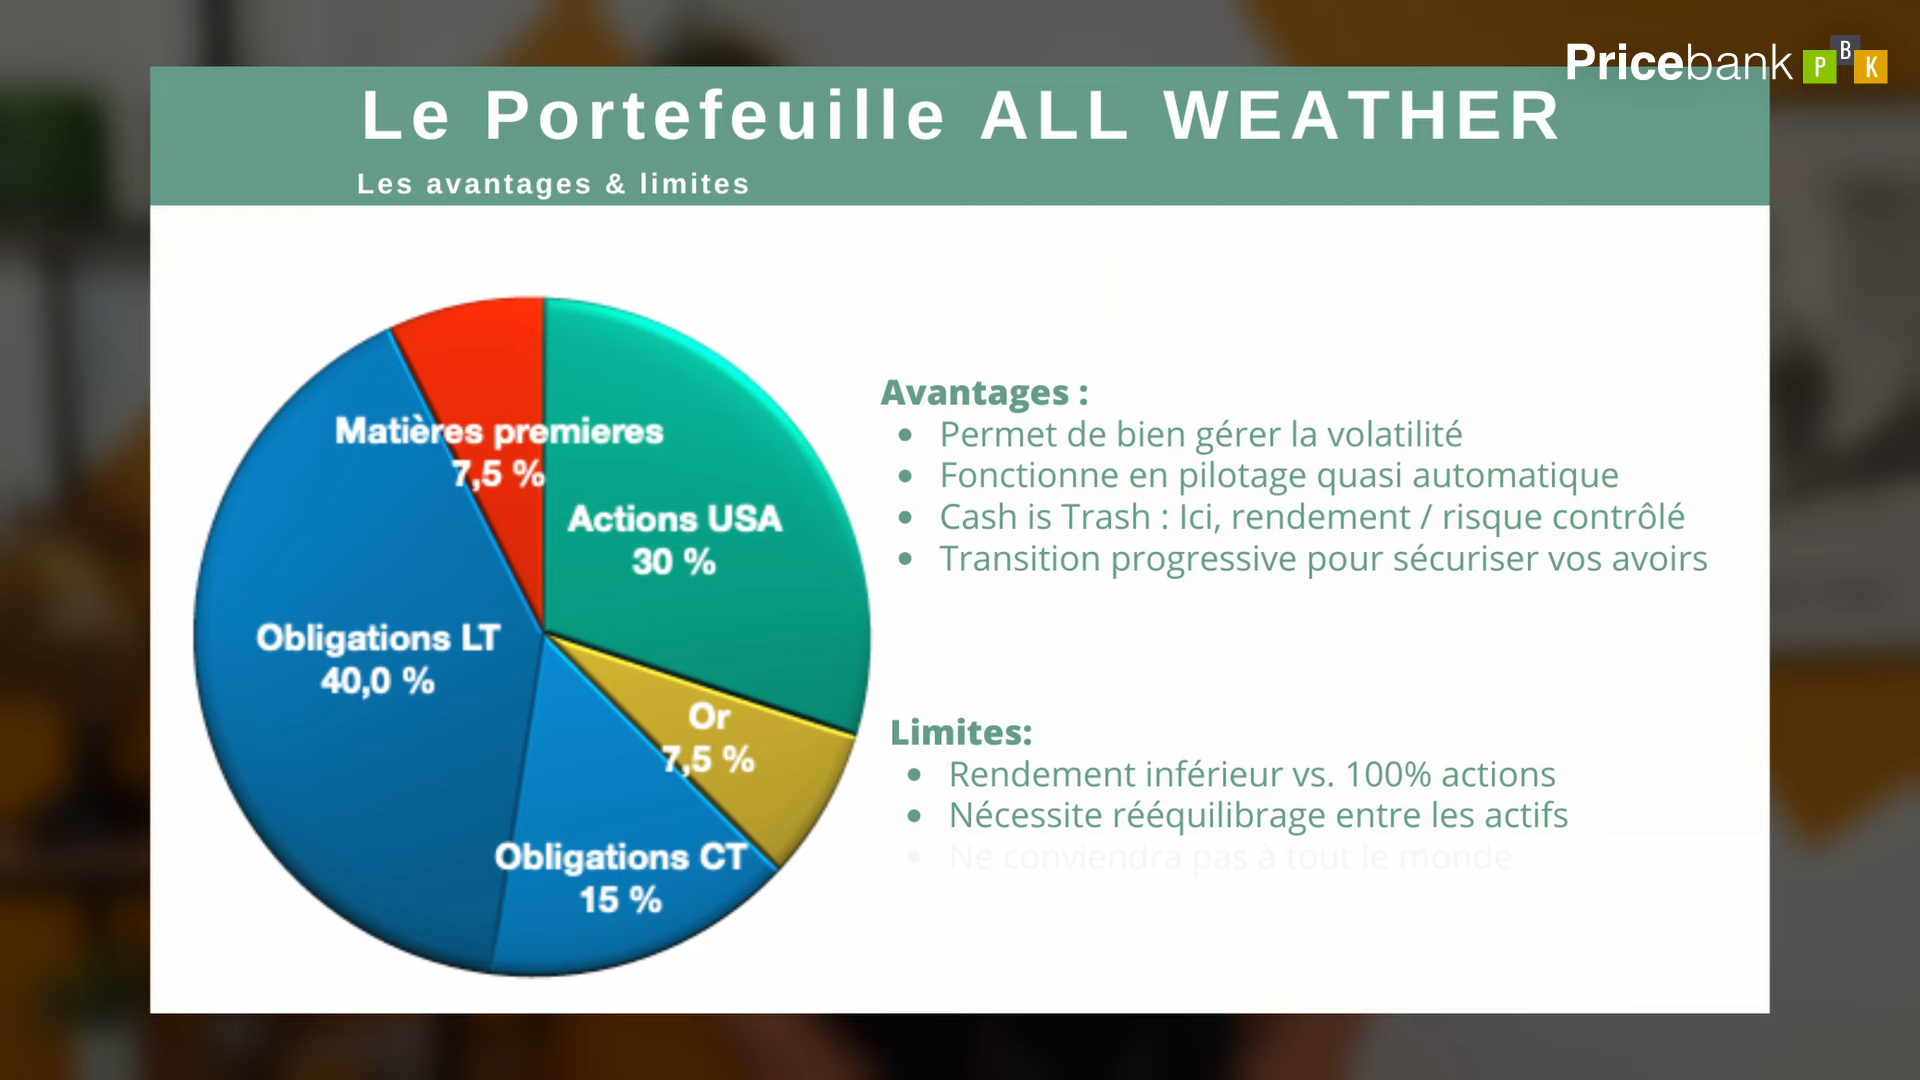 Pricebank P B K
Le Portefeuille ALL WEATHER
Les avantages & limites
Matières premieres
7,5 %
Actions USA
30 %
Obligations LT
40,0 %
Or
7,5 %
Obligations CT
15 %
Avantages :
• Permet de bien gérer la volatilité
• Fonctionne en pilotage quasi automatique
• Cash is Trash : Ici, rendement / risque contrôlé
• Transition progressive pour sécuriser vos avoirs
Limites:
• Rendement inférieur vs. 100% actions
• Nécessite rééquilibrage entre les actifs
• Ne conviendra pas à tout le monde